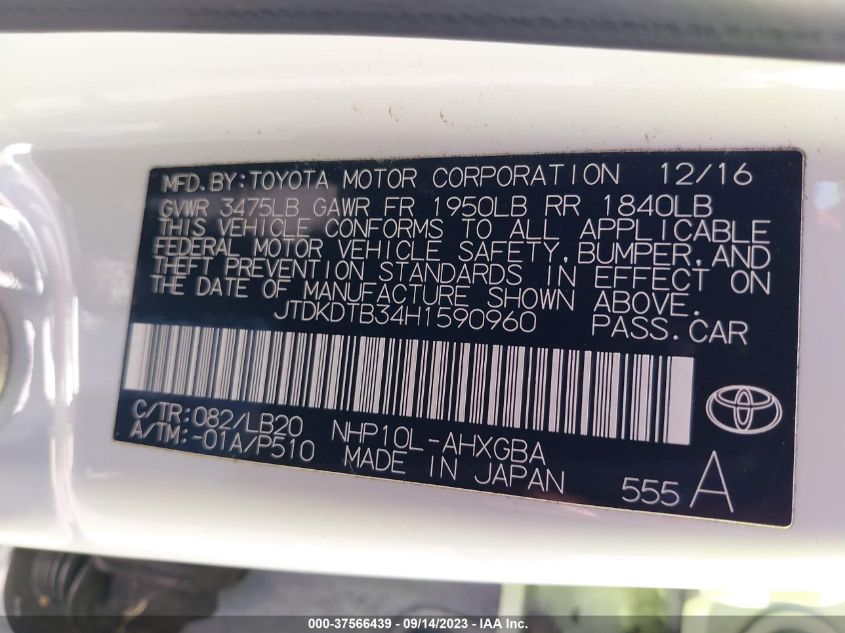 MFD.BY:TOYOTA MOTOR CORPORATION 12/16
GVWR 3475LB GAWR FR 1950LB RR 1840LB
THIS VEHICLE CONFORMS TO ALL APPLICABLE
FEDERAL MOTOR VEHICLE SAFETY,BUMPER,AND
THEFT PREVENTION STANDARDS IN EFFECT ON
THE DATE OF MANUFACTURE SHOWN ABOVE.
JTDKDTB34H1590960 PASS.CAR
C/TR:082/LB20 NHP10L-AHXGBA
A/TM:-01A/P510 MADE IN JAPAN 555 A
000-37566439 - 09/14/2023 - IAA Inc.